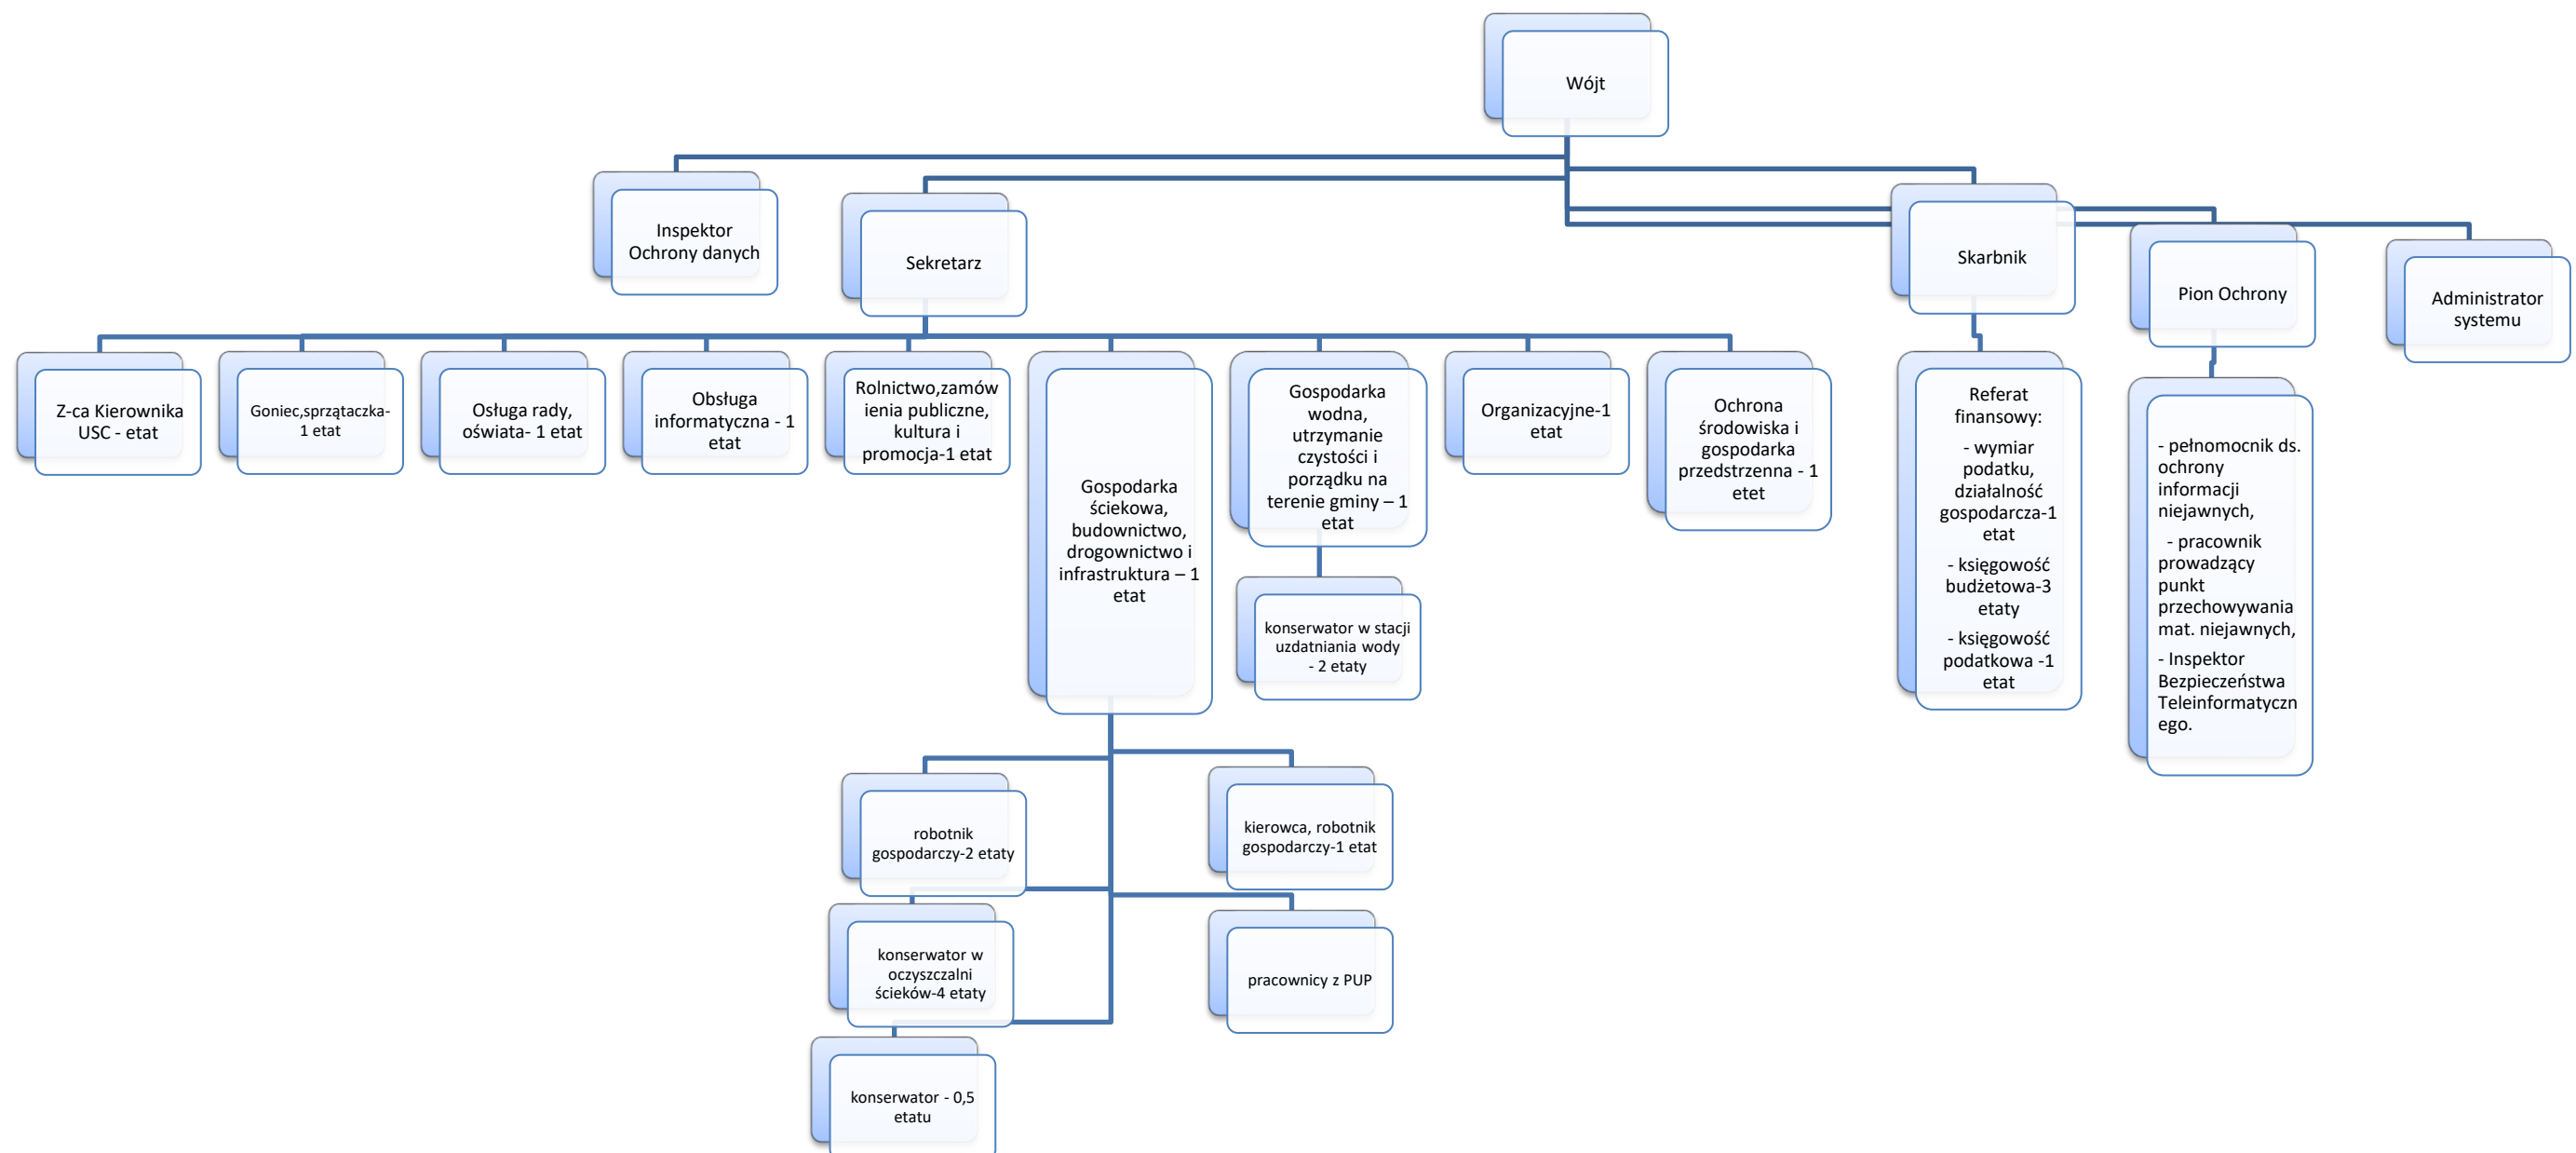 Wójt
Inspektor
Ochrony danych
Sekretarz
Skarbnik
Pion Ochrony
Administrator
systemu
Z-ca Kierownika
USC - etat
Goniec,sprzątaczka-
1 etat
Osługa rady,
oświata- 1 etat
Obsługa
informatyczna - 1
etat
Rolnictwo,zamów
ienia publiczne,
kultura i
promocja-1 etat
Gospodarka
ściekowa,
budownictwo,
drogownictwo i
infrastruktura – 1
etat
Gospodarka
wodna,
utrzymanie
czystości i
porządku na
terenie gminy – 1
etat
Organizacyjne-1
etat
Ochrona
środowiska i
gospodarka
przedstrzenna - 1
etet
Referat
finansowy:
- wymiar
podatku,
działalność
gospodarcza-1
etat
- księgowość
budżetowa-3
etaty
- księgowość
podatkowa -1
etat
- pełnomocnik ds.
ochrony
informacji
niejawnych,
- pracownik
prowadzący
punkt
przechowywania
mat. niejawnych,
- Inspektor
Bezpieczeństwa
Teleinformatyczn
ego.
konserwator w stacji
uzdatniania wody
- 2 etaty
robotnik
gospodarczy-2 etaty
kierowca, robotnik
gospodarczy-1 etat
konserwator w
oczyszczalni
ścieków-4 etaty
pracownicy z PUP
konserwator - 0,5
etatu